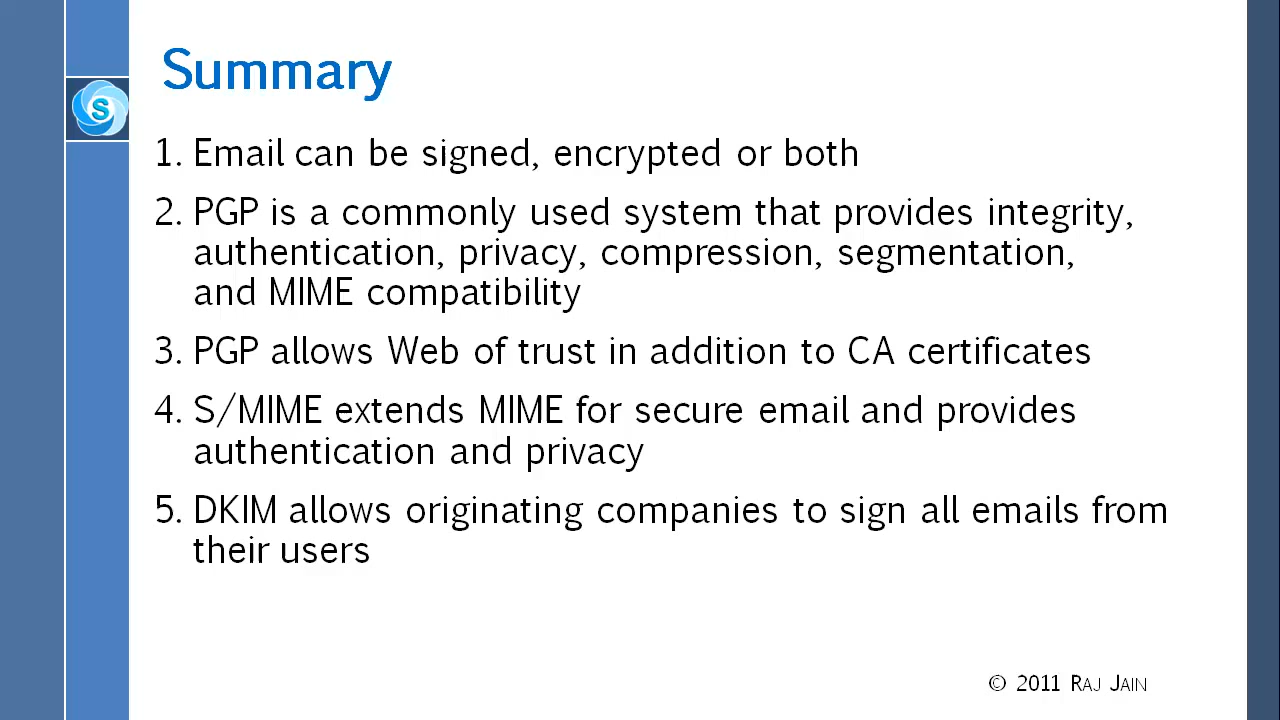 S
Summary
1. Email can be signed, encrypted or both
2. PGP is a commonly used system that provides integrity,
authentication, privacy, compression, segmentation,
and MIME compatibility
3. PGP allows Web of trust in addition to CA certificates
4. S/MIME extends MIME for secure email and provides
authentication and privacy
5. DKIM allows originating companies to sign all emails from
their users
© 2011 RAJ JAIN